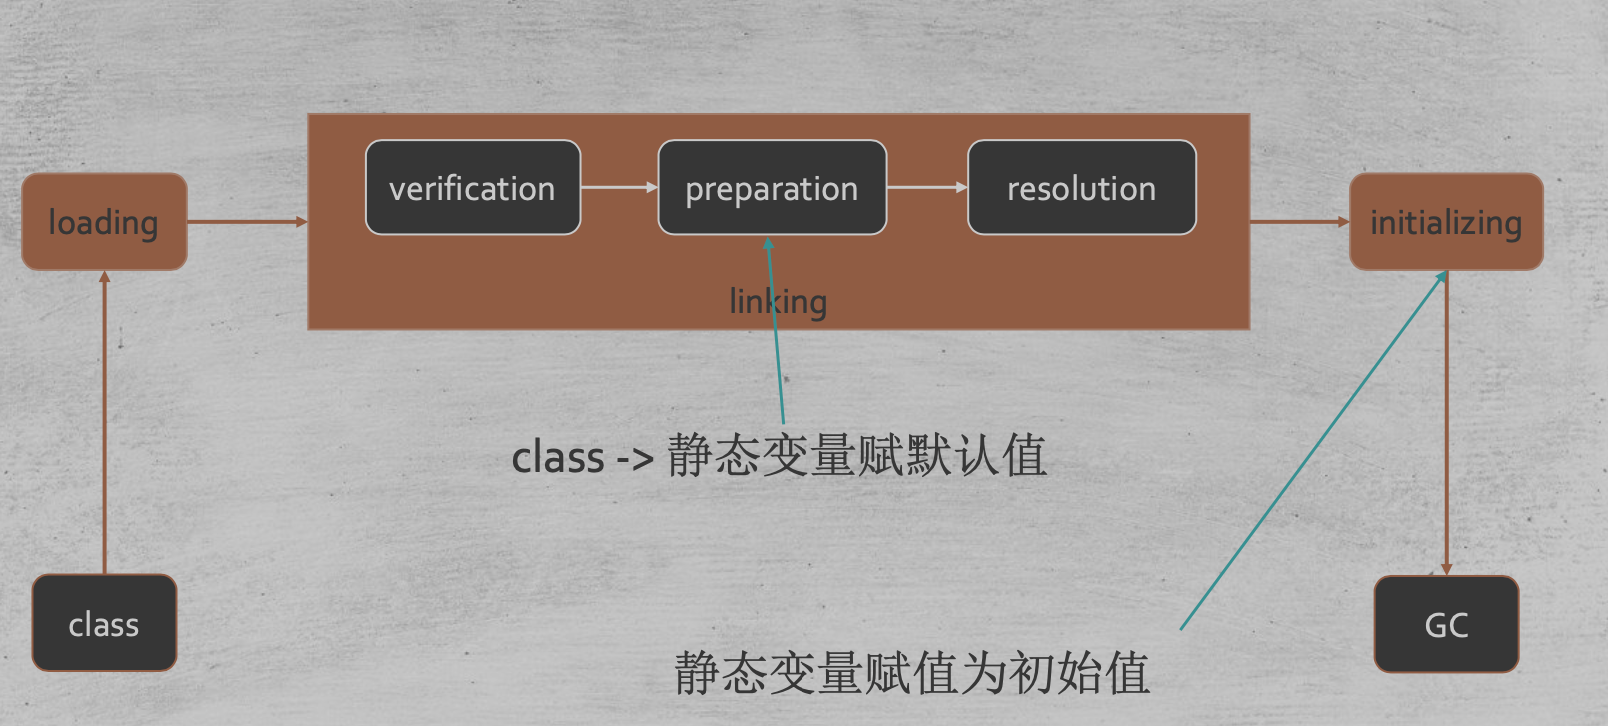 verification
preparation
resolution
loading
initializing
linking
class -> 静态变量赋默认值
class
GC
静态变量赋值为初始值